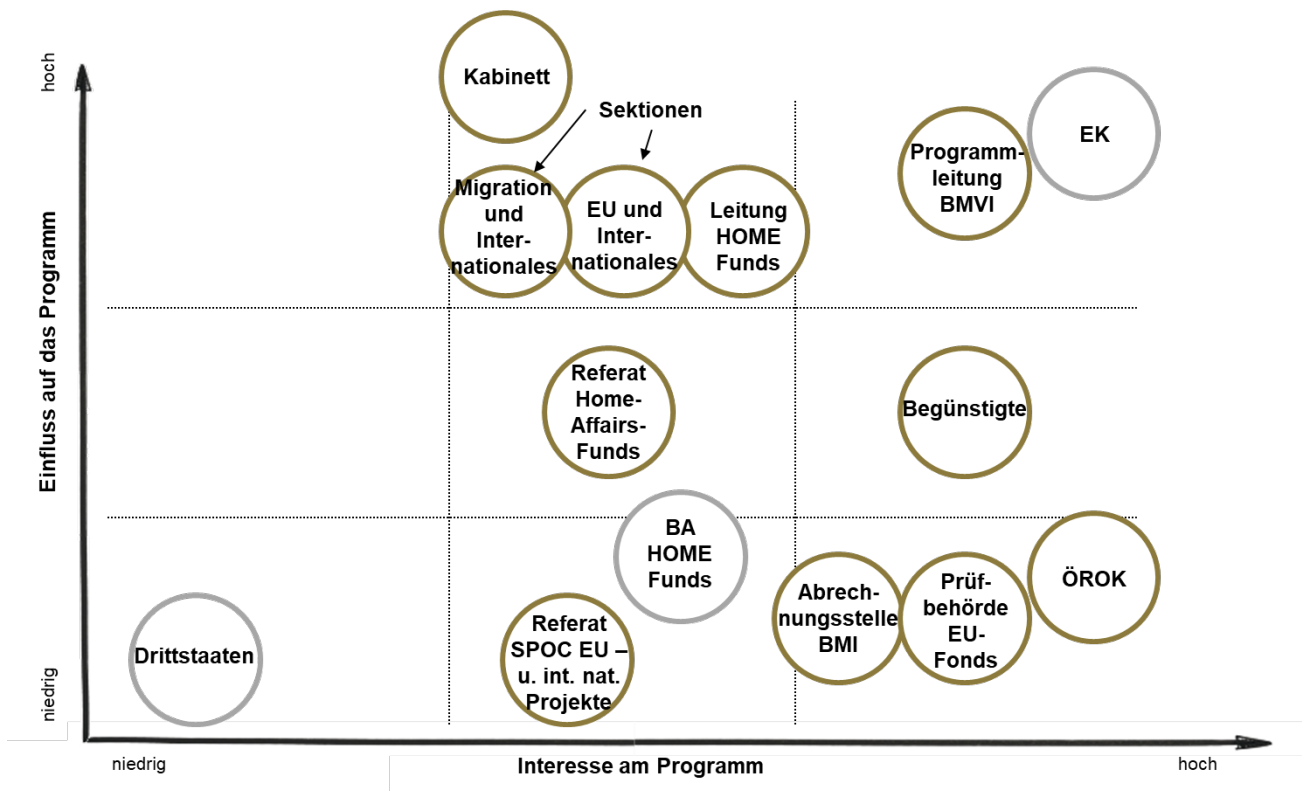 hoch
Einfluss auf das Programm
niedrig
Kabinett
Sektionen
Migration
und
Inter-
nationales
EU und
Inter-
nationales
Leitung
HOME
Funds
Programm-
leitung
BMVI
EK
Referat
Home-
Affairs-
Funds
Begünstigte
BA
HOME
Funds
Drittstaaten
Referat
SPOC EU –
u. int. nat.
Projekte
Abrech-
nungsstelle
BMI
Prüf-
behörde
EU-
Fonds
ÖROK
niedrig
Interesse am Programm
hoch